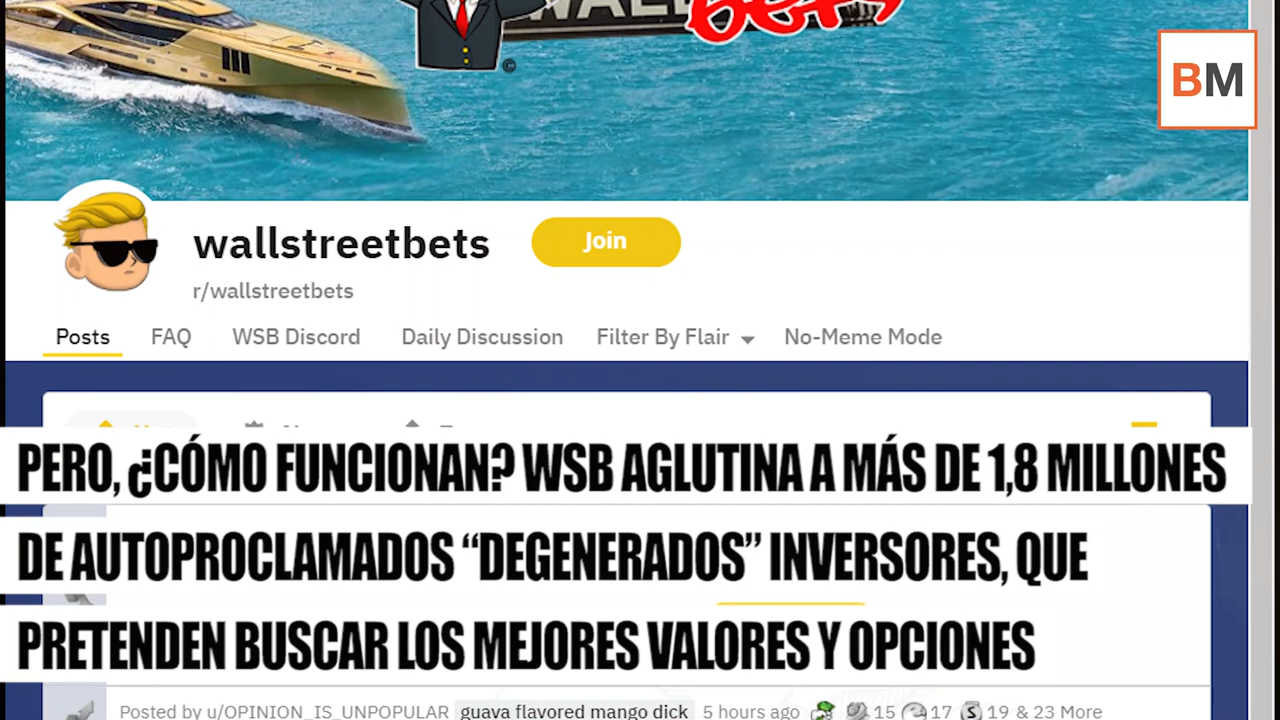 WALL
bets
BM
wallstreetbets
Join
r/wallstreetbets
Posts FAQ WSB Discord Daily Discussion Filter By Flair No-Meme Mode
PERO, ¿CÓMO FUNCIONAN? WSB AGLUTINA A MÁS DE 1,8 MILLONES
DE AUTOPROCLAMADOS “DEGENERADOS” INVERSORES, QUE
PRETENDEN BUSCAR LOS MEJORES VALORES Y OPCIONES
Posted by u/OPINION_IS_UNPOPULAR guava flavored mango dick 5 hours ago 15 17 S 19 & 23 More